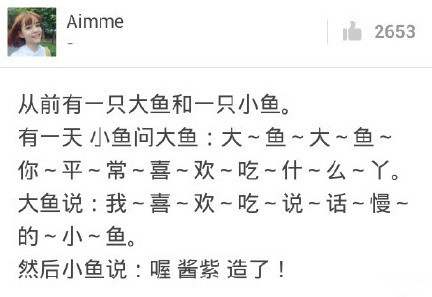 Aimme
-
2653
从前有一只大鱼和一只小鱼。
有一天 小鱼问大鱼：大～鱼～大～鱼～
你～平～常～喜～欢～吃～什～么～丫。
大鱼说：我～喜～欢～吃～说～话～慢～
的～小～鱼。
然后小鱼说：喔 酱紫 造了！